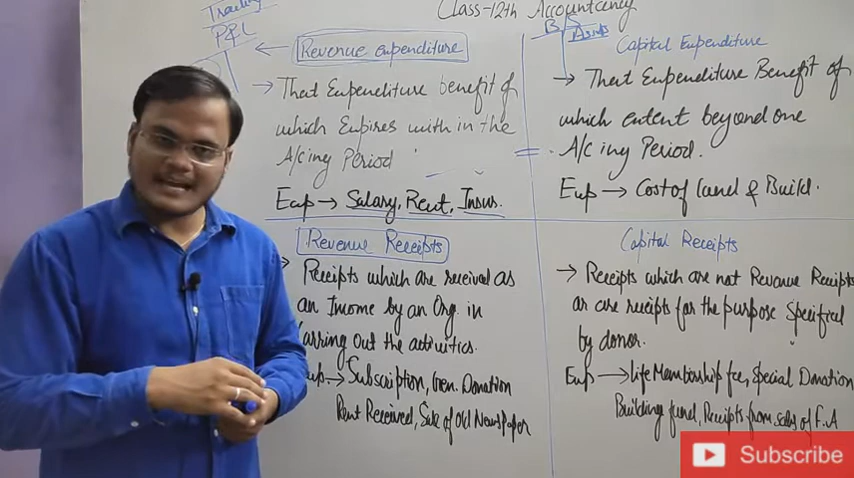 Class-12th Accountancy
Trading
P&L
B S
Assets
Revenue expenditure
→ That Expenditure benefit of
which Expires with in the
A/cing Period
Exp → Salary, Rent, Insur.
Capital Expenditure
→ That Expenditure Benefit of
which extent beyond one
A/c ing Period.
Exp → Cost of land & Build.
Revenue Receipts
Receipts which are received as
an Income by an Org. in
arring out the activities.
Exp. → Subscription, Gen. Donation
Rent Received, Sale of Old Newspaper
Capital Receipts
→ Receipts which are not Revenue Receipts
or are reciepts for the purpose Specified
by donor.
Exp → life Membership fee, Special Donation
Building fund, Receipts from sales of F.A
Subscribe